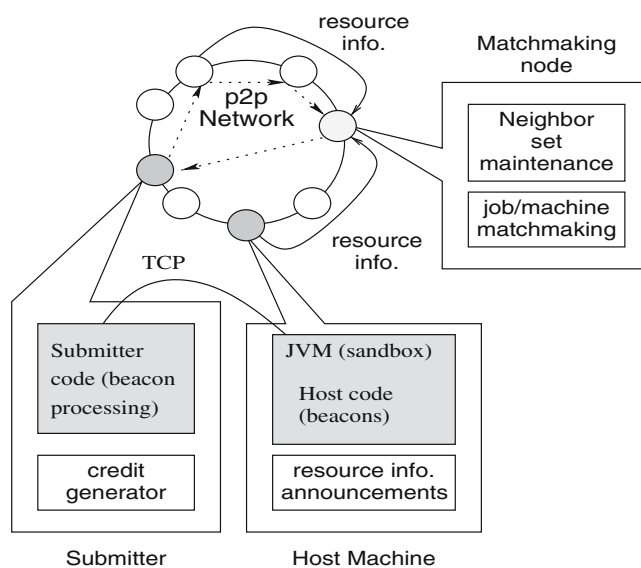 resource
info.
Matchmaking
node
p2p
Network
Neighbor
set
maintenance
job/machine
matchmaking
resource
info.
TCP
Submitter
code (beacon
processing)
JVM (sandbox)
Host code
(beacons)
credit
generator
resource info.
announcements
Submitter
Host Machine